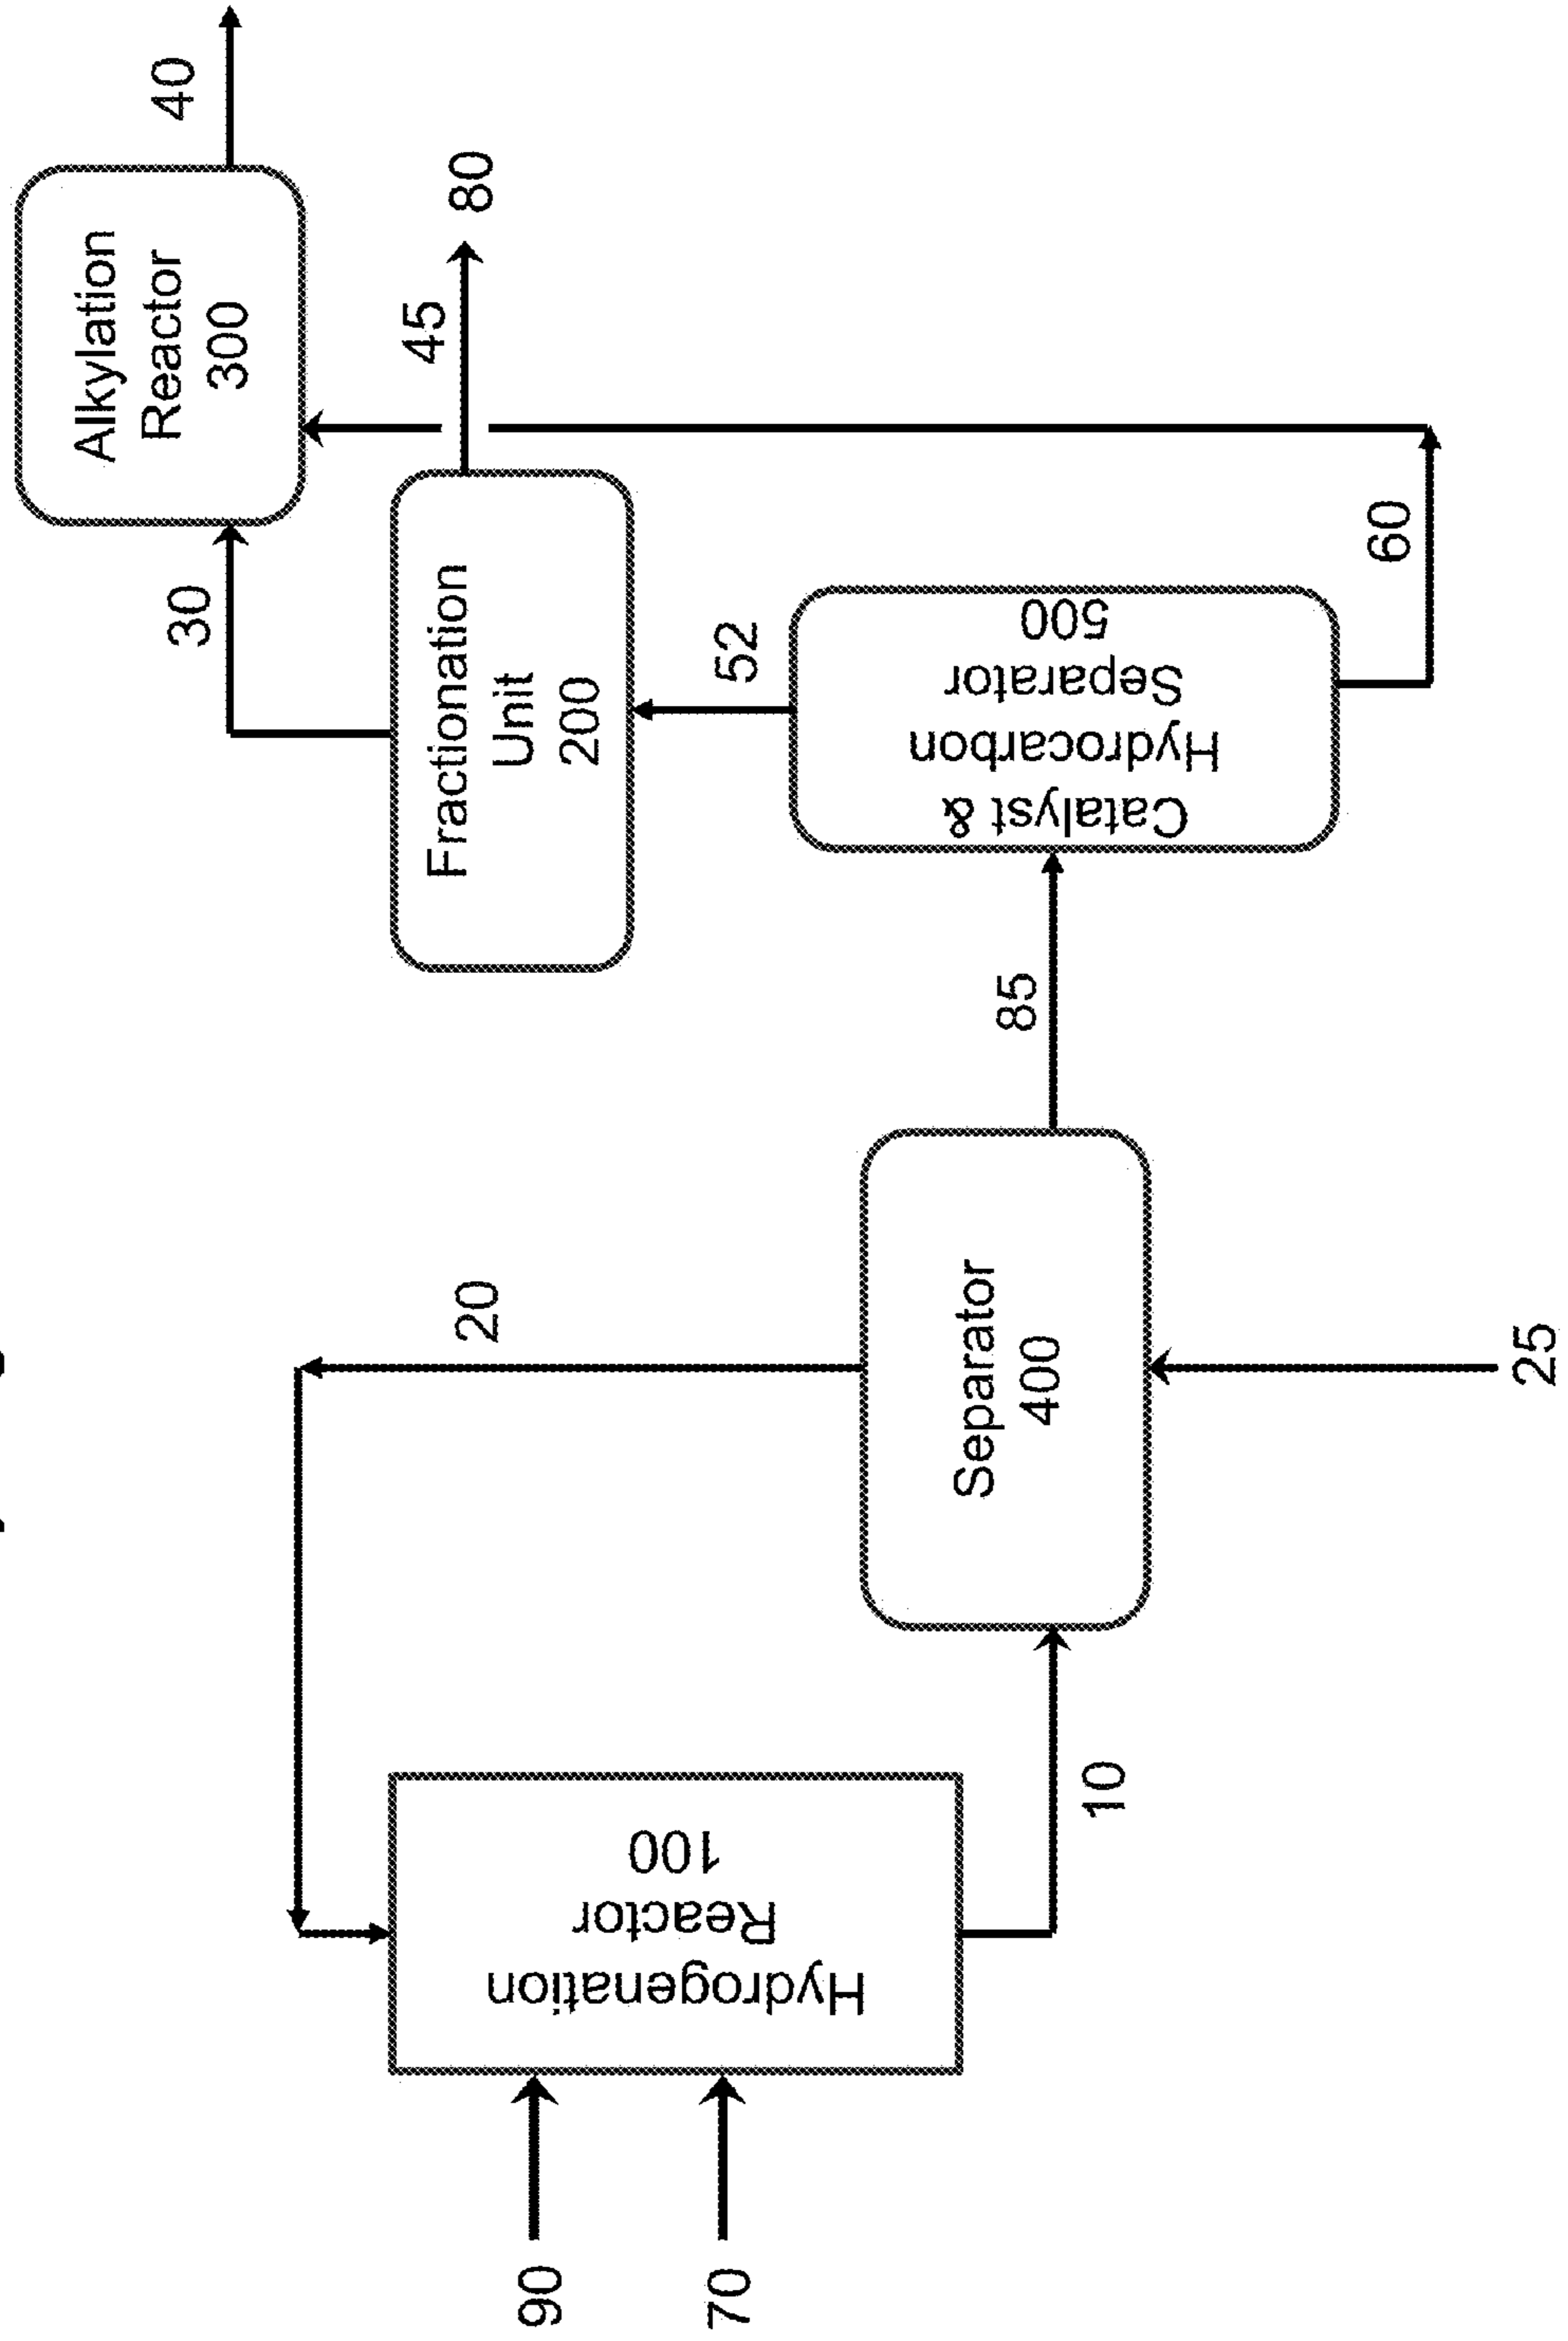 40
Alkylation
Reactor
300
30
45
80
Fractionation
Unit
200
52
60
Catalyst &
Hydrocarbon
Separator
500
85
20
Separator
400
25
10
Hydrogenation
Reactor
100
90
70